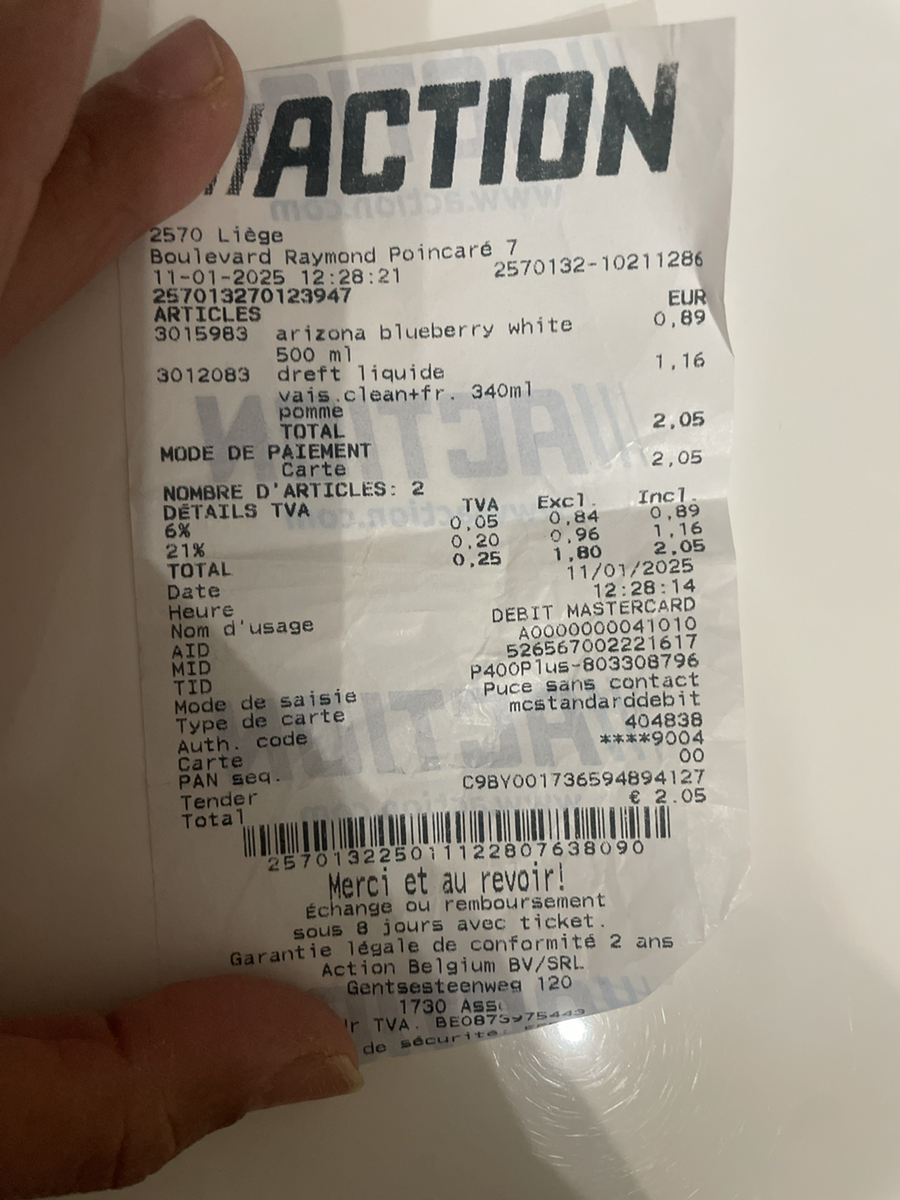 ACTION
2570 Liège
Boulevard Raymond Poincaré 7
11-01-2025 12:28:21 2570132-10211286
257013270123947 EUR
ARTICLES
3015983 arizona blueberry white 0,89
500 ml
3012083 dreft liquide 1,16
vais.clean+fr. 340ml
pomme
TOTAL 2,05
MODE DE PAIEMENT
Carte 2,05
NOMBRE D'ARTICLES: 2
DÉTAILS TVA TVA Excl. Incl.
6% 0,05 0,84 0,89
21% 0,20 0,96 1,16
TOTAL 0,25 1,80 2,05
Date 11/01/2025
Heure 12:28:14
Nom d'usage DEBIT MASTERCARD
AID A0000000041010
MID 526567002221617
TID P400Plus-803308796
Mode de saisie Puce sans contact
Type de carte mcstandarddebit
Auth. code 404838
Carte ****9004
PAN seq. 00
Tender C9BY001736594894127
Total € 2.05
2570132250111122807638090
Merci et au revoir!
Échange ou remboursement
sous 8 jours avec ticket.
Garantie légale de conformité 2 ans
Action Belgium BV/SRL
Gentsesteenweg 120
1730
TVA.
de sécurité: